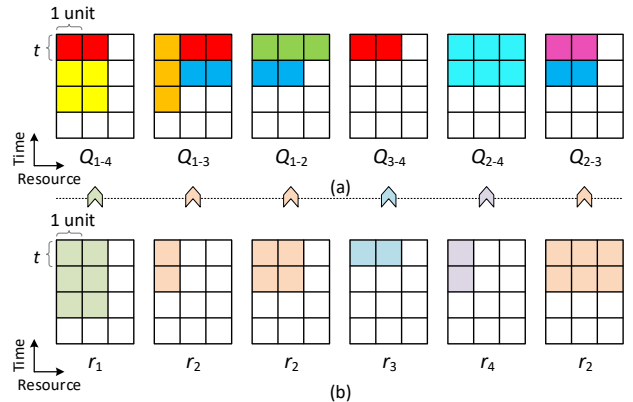 1 unit
t
Time
Resource
Q1-4 Q1-3 Q1-2 Q3-4 Q2-4 Q2-3
(a)
1 unit
t
Time
Resource
r1 r2 r2 r3 r4 r2
(b)